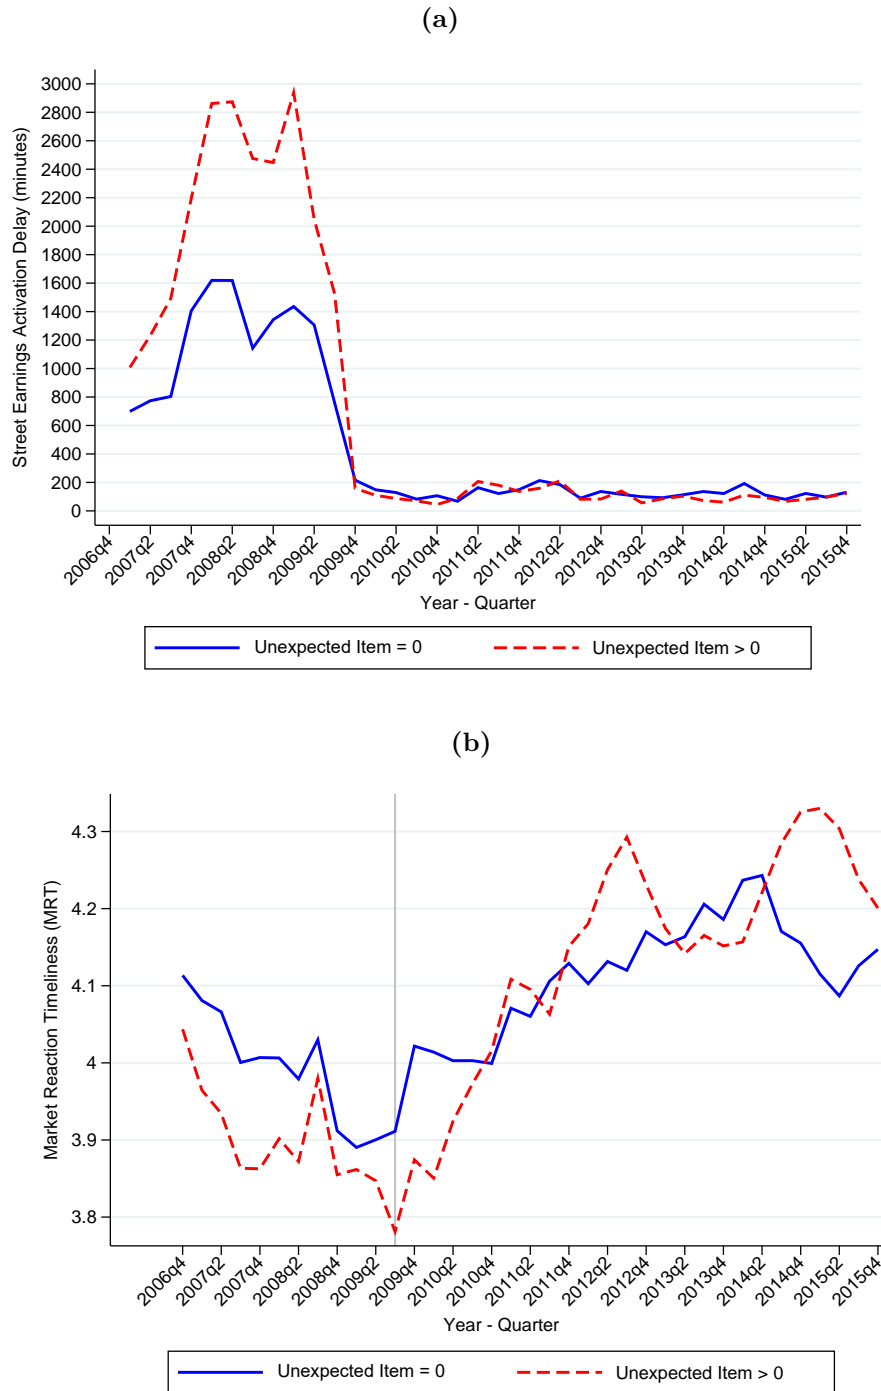 (a)
Street Earnings Activation Delay (minutes)
3000
2800
2600
2400
2200
2000
1800
1600
1400
1200
1000
800
600
400
200
0
2006q4
2007q2
2007q4
2008q2
2008q4
2009q2
2009q4
2010q2
2010q4
2011q2
2011q4
2012q2
2012q4
2013q2
2013q4
2014q2
2014q4
2015q2
2015q4
Year - Quarter
Unexpected Item = 0 Unexpected Item > 0
(b)
Market Reaction Timeliness (MRT)
4.3
4.2
4.1
4
3.9
3.8
2006q4
2007q2
2007q4
2008q2
2008q4
2009q2
2009q4
2010q2
2010q4
2011q2
2011q4
2012q2
2012q4
2013q2
2013q4
2014q2
2014q4
2015q2
2015q4
Year - Quarter
Unexpected Item = 0 Unexpected Item > 0